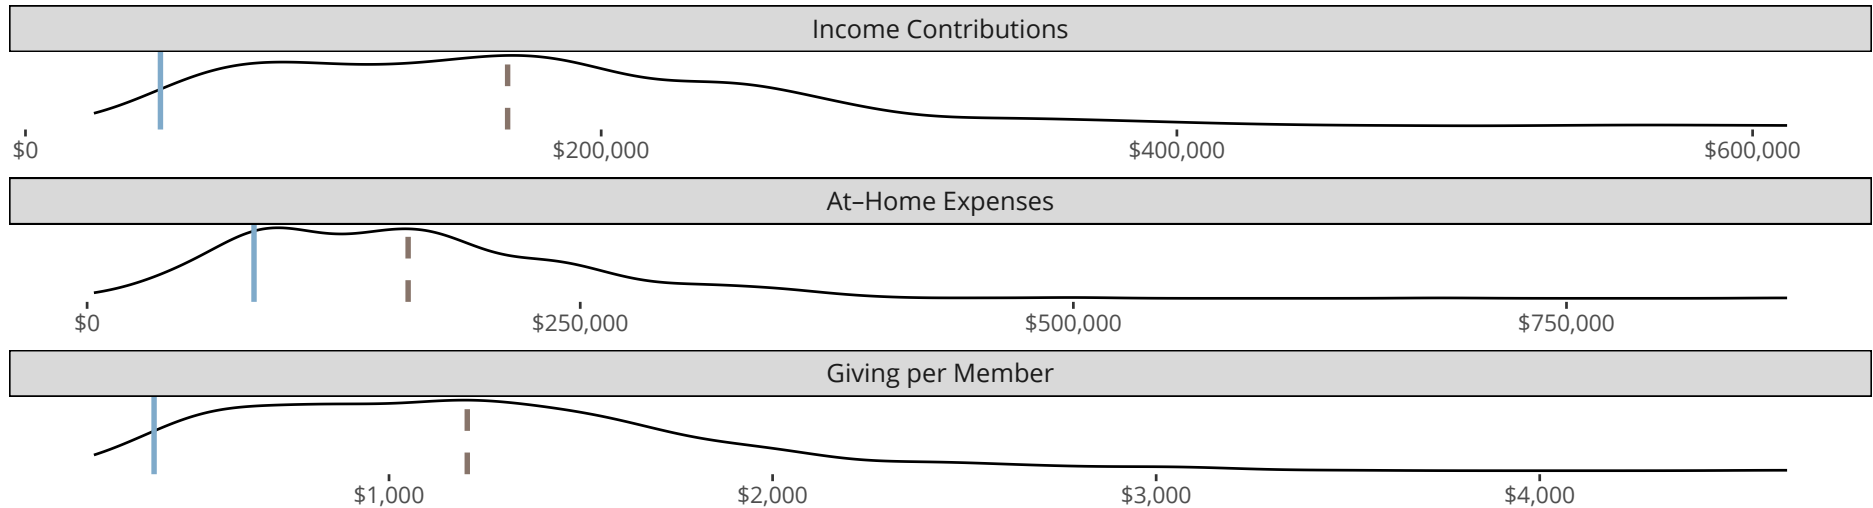 Income Contributions
$0 $200,000 $400,000 $600,000
At–Home Expenses
$0 $250,000 $500,000 $750,000
Giving per Member
$1,000 $2,000 $3,000 $4,000